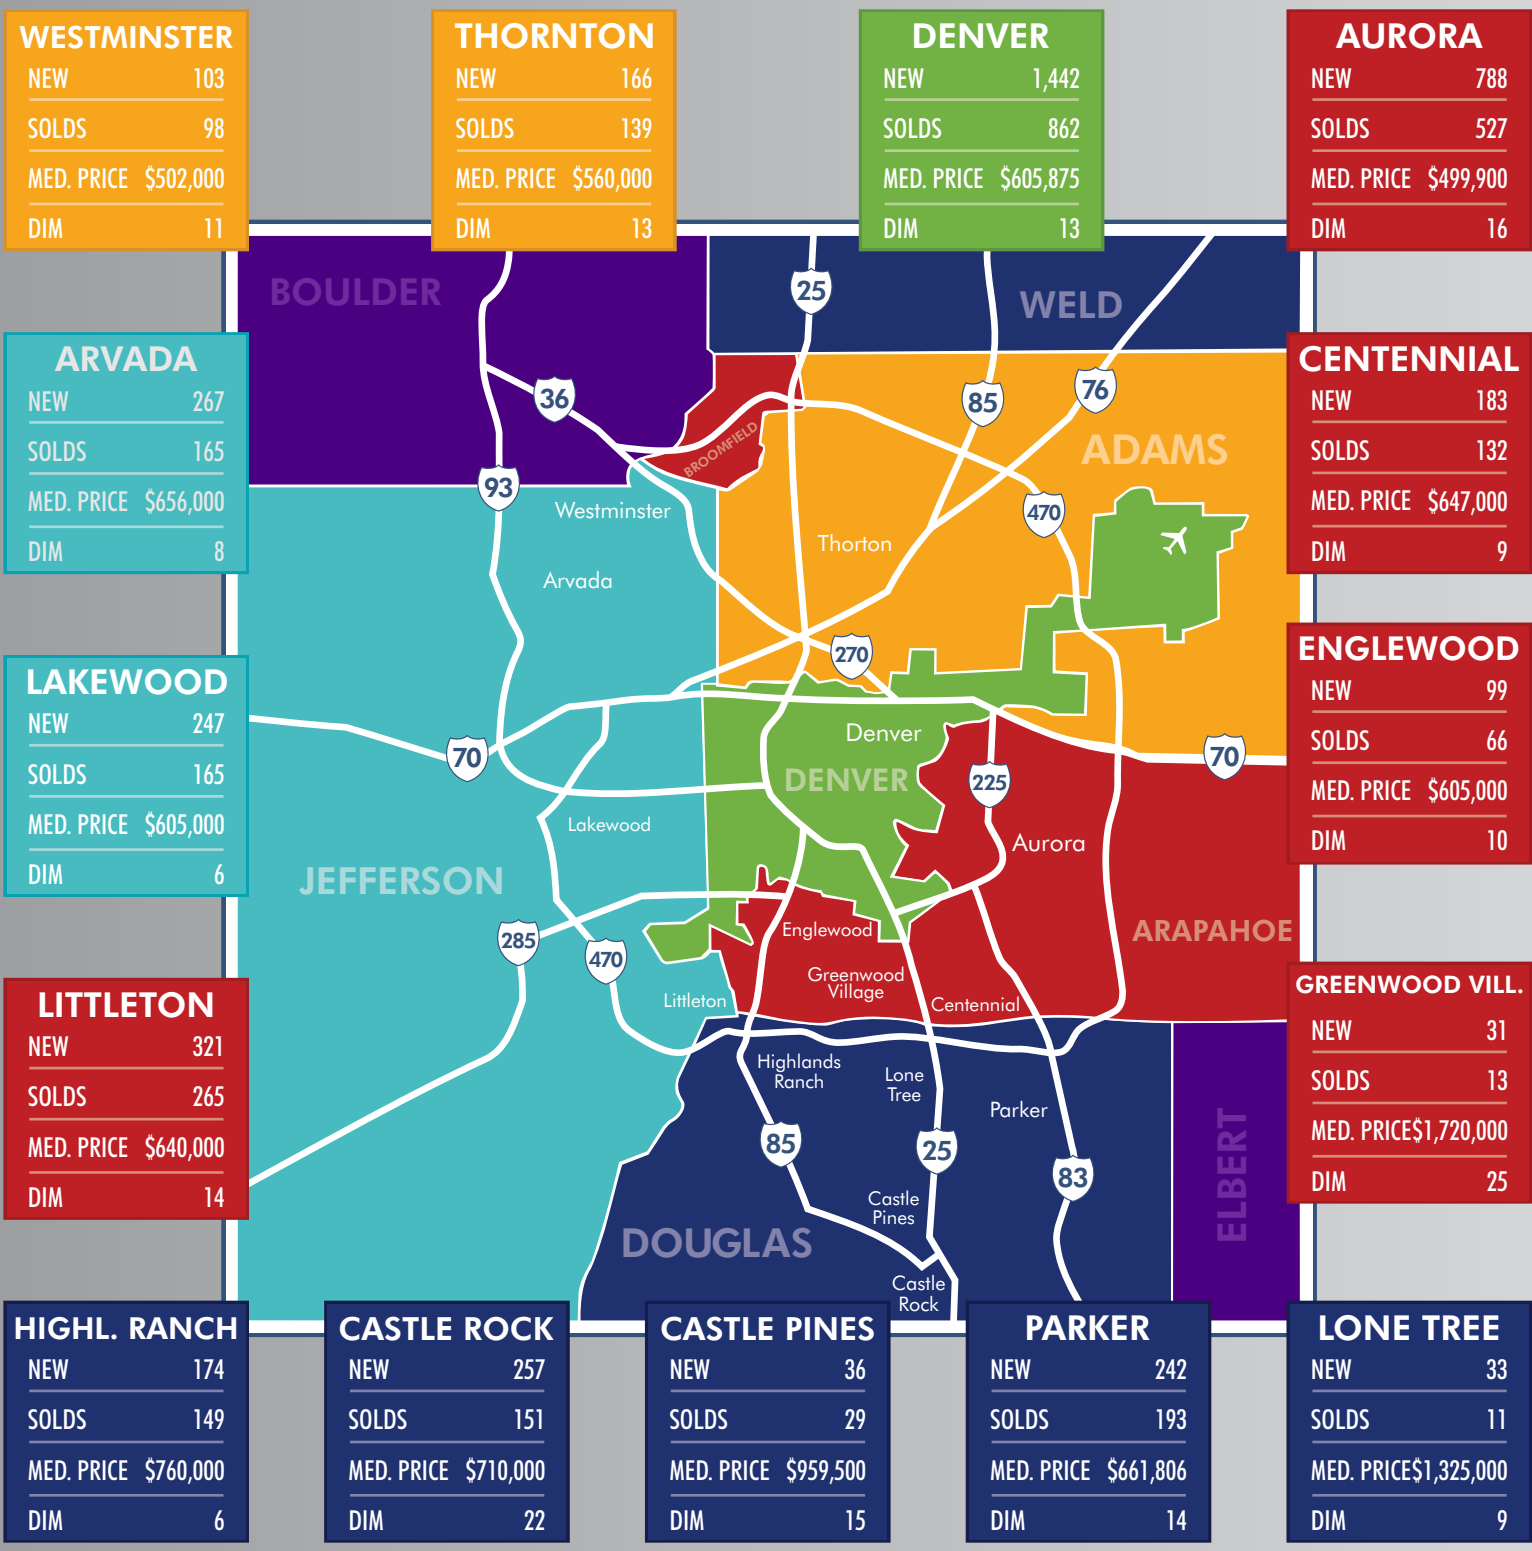 WESTMINSTER
NEW 103
SOLDS 98
MED. PRICE $502,000
DIM 11
THORNTON
NEW 166
SOLDS 139
MED. PRICE $560,000
DIM 13
DENVER
NEW 1,442
SOLDS 862
MED. PRICE $605,875
DIM 13
AURORA
NEW 788
SOLDS 527
MED. PRICE $499,900
DIM 16
ARVADA
NEW 267
SOLDS 165
MED. PRICE $656,000
DIM 8
CENTENNIAL
NEW 183
SOLDS 132
MED. PRICE $647,000
DIM 9
LAKEWOOD
NEW 247
SOLDS 165
MED. PRICE $605,000
DIM 6
ENGLEWOOD
NEW 99
SOLDS 66
MED. PRICE $605,000
DIM 10
LITTLETON
NEW 321
SOLDS 265
MED. PRICE $640,000
DIM 14
GREENWOOD VILL.
NEW 31
SOLDS 13
MED. PRICE $1,720,000
DIM 25
BOULDER
25
WELD
36
85
76
ADAMS
BROOMFIELD
93
Westminster
470
Thorton
Arvada
270
Denver
70
70
DENVER
225
Lakewood
Aurora
JEFFERSON
285
470
Englewood
ARAPAHOE
Greenwood
Village
Littleton
Centennial
Highlands
Ranch
Lone
Tree
Parker
85
25
83
ELBERT
Castle
Pines
DOUGLAS
Castle
Rock
HIGHL. RANCH
NEW 174
SOLDS 149
MED. PRICE $760,000
DIM 6
CASTLE ROCK
NEW 257
SOLDS 151
MED. PRICE $710,000
DIM 22
CASTLE PINES
NEW 36
SOLDS 29
MED. PRICE $959,500
DIM 15
PARKER
NEW 242
SOLDS 193
MED. PRICE $661,806
DIM 14
LONE TREE
NEW 33
SOLDS 11
MED. PRICE $1,325,000
DIM 9